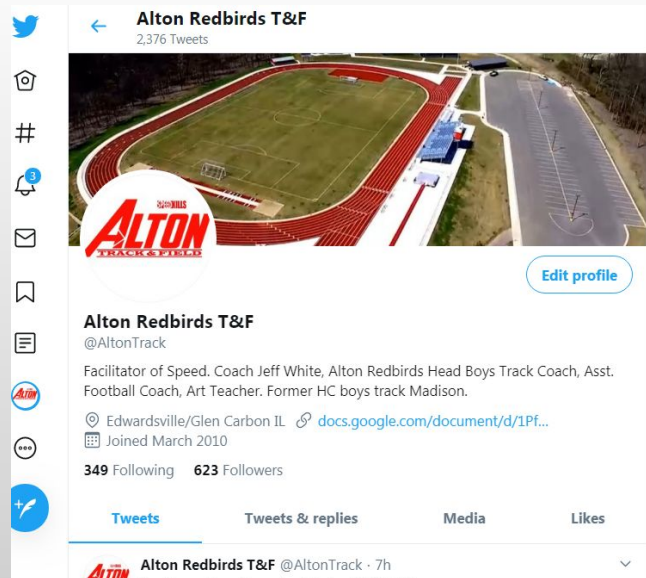 Alton Redbirds T&F
2,376 Tweets
3
ALTON
TRACK & FIELD
Edit profile
Alton Redbirds T&F
@AltonTrack
Facilitator of Speed. Coach Jeff White, Alton Redbirds Head Boys Track Coach, Asst.
Football Coach, Art Teacher. Former HC boys track Madison.
Edwardsville/Glen Carbon IL docs.google.com/document/d/1Pf...
Joined March 2010
349 Following 623 Followers
Tweets Tweets & replies Media Likes
ALTON
Alton Redbirds T&F @AltonTrack · 7h
ALTON